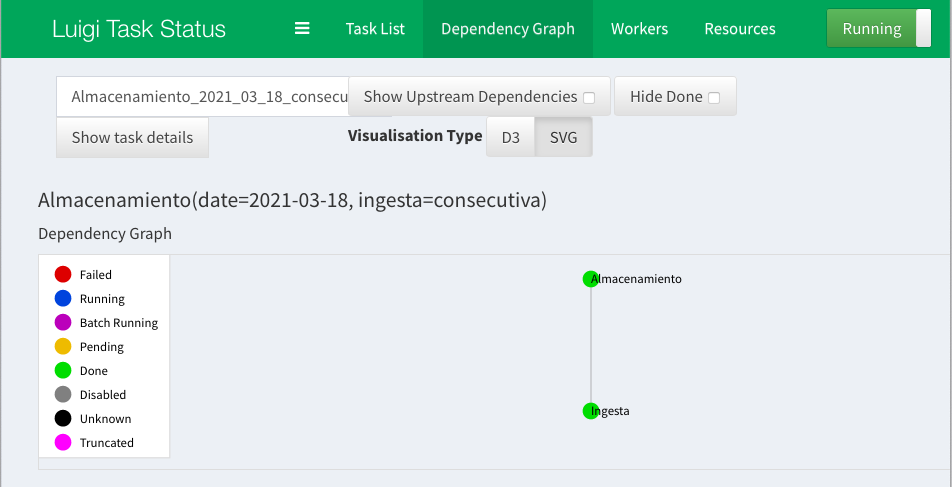 Luigi Task Status
Task List
Dependency Graph
Workers
Resources
Running
Almacenamiento_2021_03_18_consecu
Show Upstream Dependencies
Hide Done
Show task details
Visualisation Type
D3
SVG
Almacenamiento(date=2021-03-18, ingesta=consecutiva)
Dependency Graph
Failed
Running
Batch Running
Pending
Done
Disabled
Unknown
Truncated
Almacenamiento
Ingesta